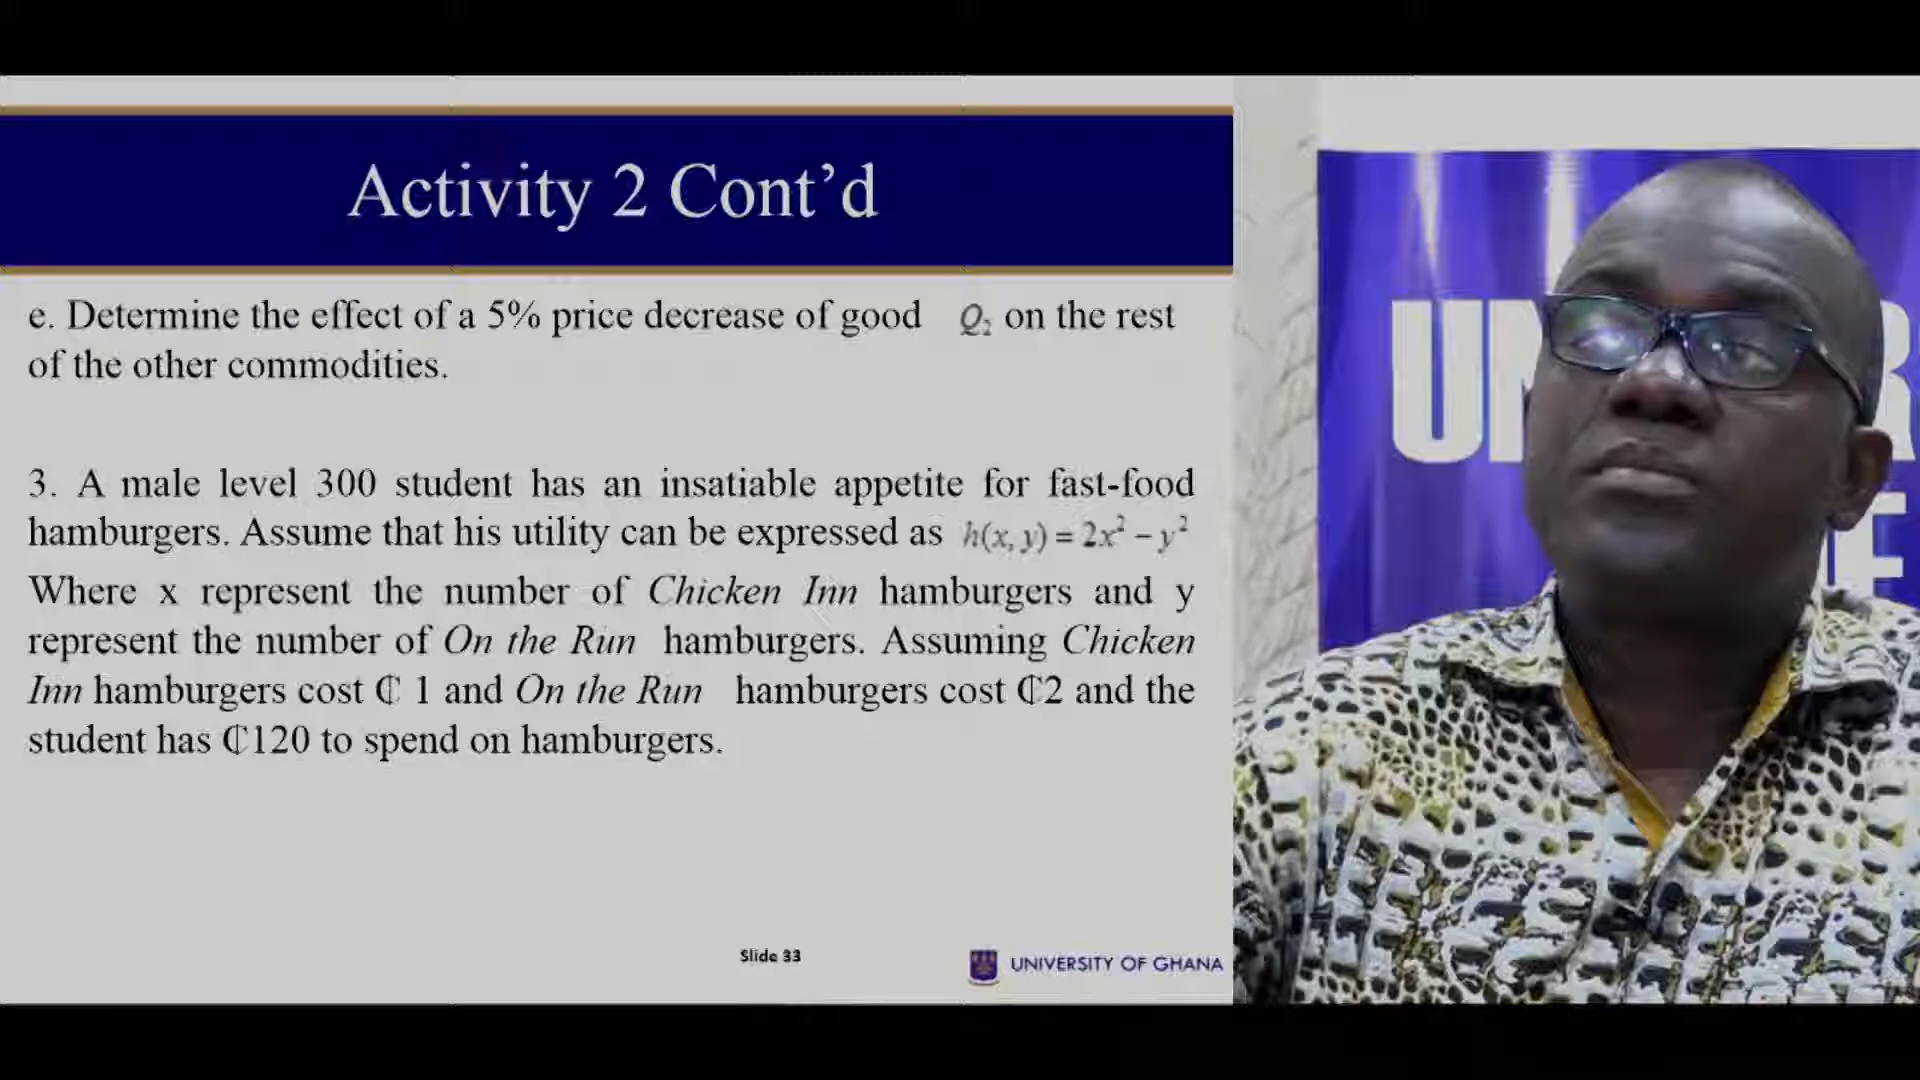 Activity 2 Cont’d
e. Determine the effect of a 5% price decrease of good Q₂ on the rest
of the other commodities.
3. A male level 300 student has an insatiable appetite for fast-food
hamburgers. Assume that his utility can be expressed as h(x, y) = 2x² – y²
Where x represent the number of Chicken Inn hamburgers and y
represent the number of On the Run hamburgers. Assuming Chicken
Inn hamburgers cost ₵ 1 and On the Run hamburgers cost ₵2 and the
student has ₵120 to spend on hamburgers.
Slide 33
UNIVERSITY OF GHANA